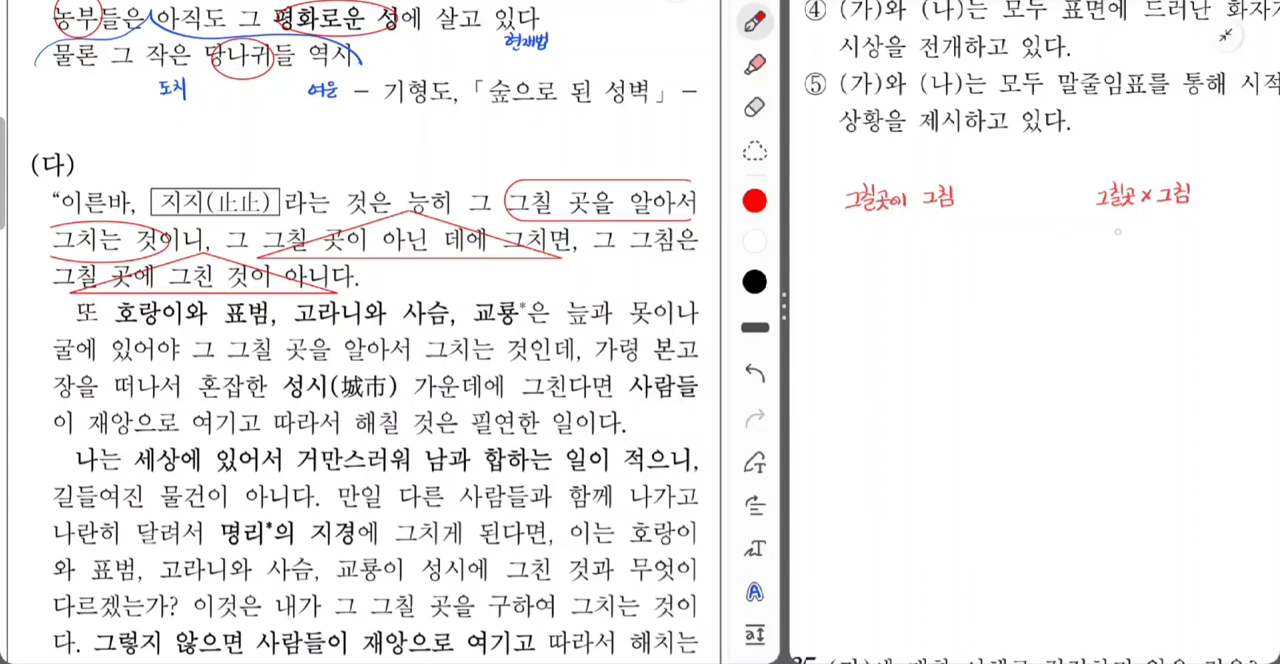 농부들은 아직도 그 평화로운 성에 살고 있다
현재법
물론 그 작은 당나귀들 역시
도치
여운
- 기형도, 「숲으로 된 성벽」 -
(다)
“이른바, 지지(止止)라는 것은 능히 그 그칠 곳을 알아서
그치는 것이니, 그 그칠 곳이 아닌 데에 그치면, 그 그침은
그칠 곳에 그친 것이 아니다.
또 호랑이와 표범, 고라니와 사슴, 교룡*은 늪과 못이나
굴에 있어야 그 그칠 곳을 알아서 그치는 것인데, 가령 본고
장을 떠나서 혼잡한 성시(城市) 가운데에 그친다면 사람들
이 재앙으로 여기고 따라서 해칠 것은 필연한 일이다.
나는 세상에 있어서 거만스러워 남과 합하는 일이 적으니,
길들여진 물건이 아니다. 만일 다른 사람들과 함께 나가고
나란히 달려서 명리*의 지경에 그치게 된다면, 이는 호랑이
와 표범, 고라니와 사슴, 교룡이 성시에 그친 것과 무엇이
다르겠는가? 이것은 내가 그 그칠 곳을 구하여 그치는 것이
다. 그렇지 않으면 사람들이 재앙으로 여기고 따라서 해치는
④ (가)와 (나)는 모두 표면에 드러난 화자가
시상을 전개하고 있다.
⑤ (가)와 (나)는 모두 말줄임표를 통해 시적
상황을 제시하고 있다.
그칠곳이 그침
그칠곳 × 그침